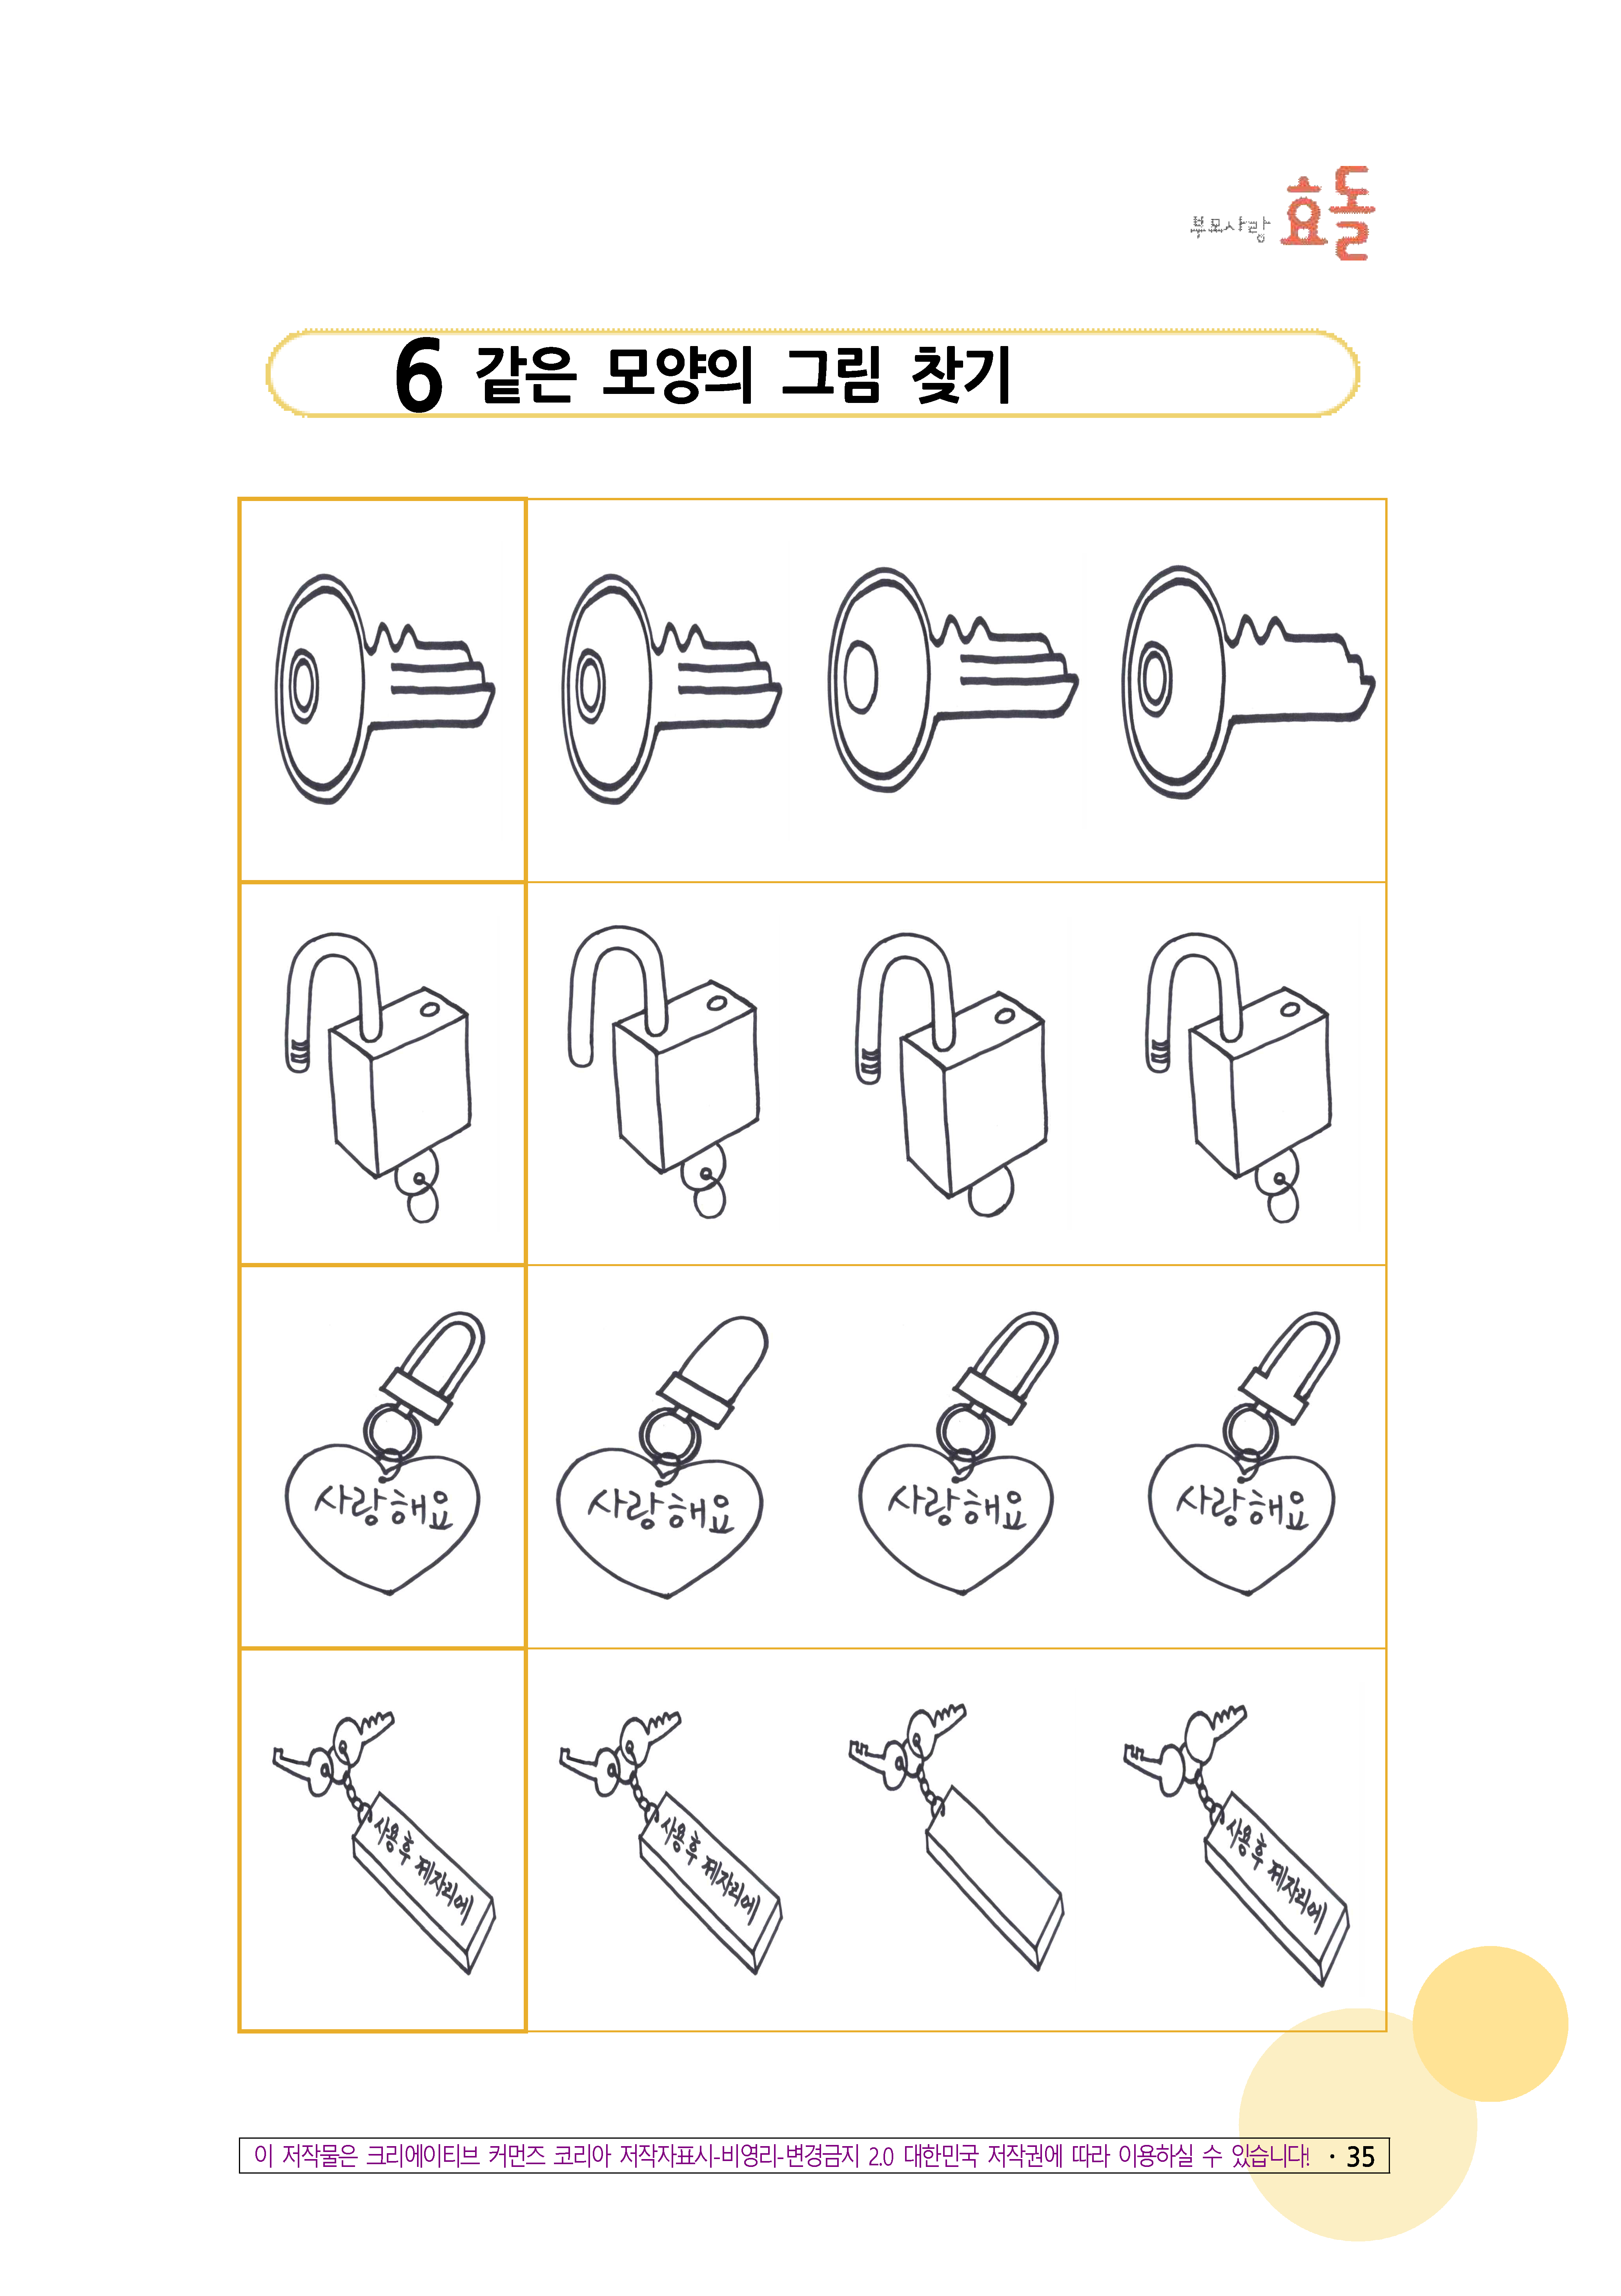 부모사랑 효돌
6 같은 모양의 그림 찾기
사랑해요
사랑해요
사랑해요
사랑해요
사용후 제자리에
사용후 제자리에
사용후 제자리에
이 저작물은 크리에이티브 커먼즈 코리아 저작자표시-비영리-변경금지 2.0 대한민국 저작권에 따라 이용하실 수 있습니다! · 35